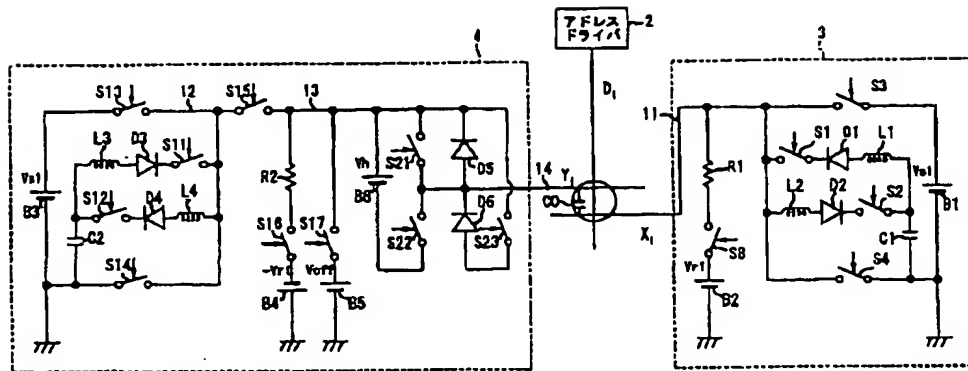 アドレス
ドライバ
2
4
3
S13
12
S15
13
D1
11
S3
L3
D3
S11
S21
D5
S1
D1
L1
R2
Vh
14
Y1
R1
Vs1
S12
D4
L4
B6
C0
D6
L2
D2
S2
Vs1
B3
S16
S17
S22
S23
X1
B1
C2
S8
C1
S14
-Vr1
Voff
Vr1
S4
B4
B5
B2